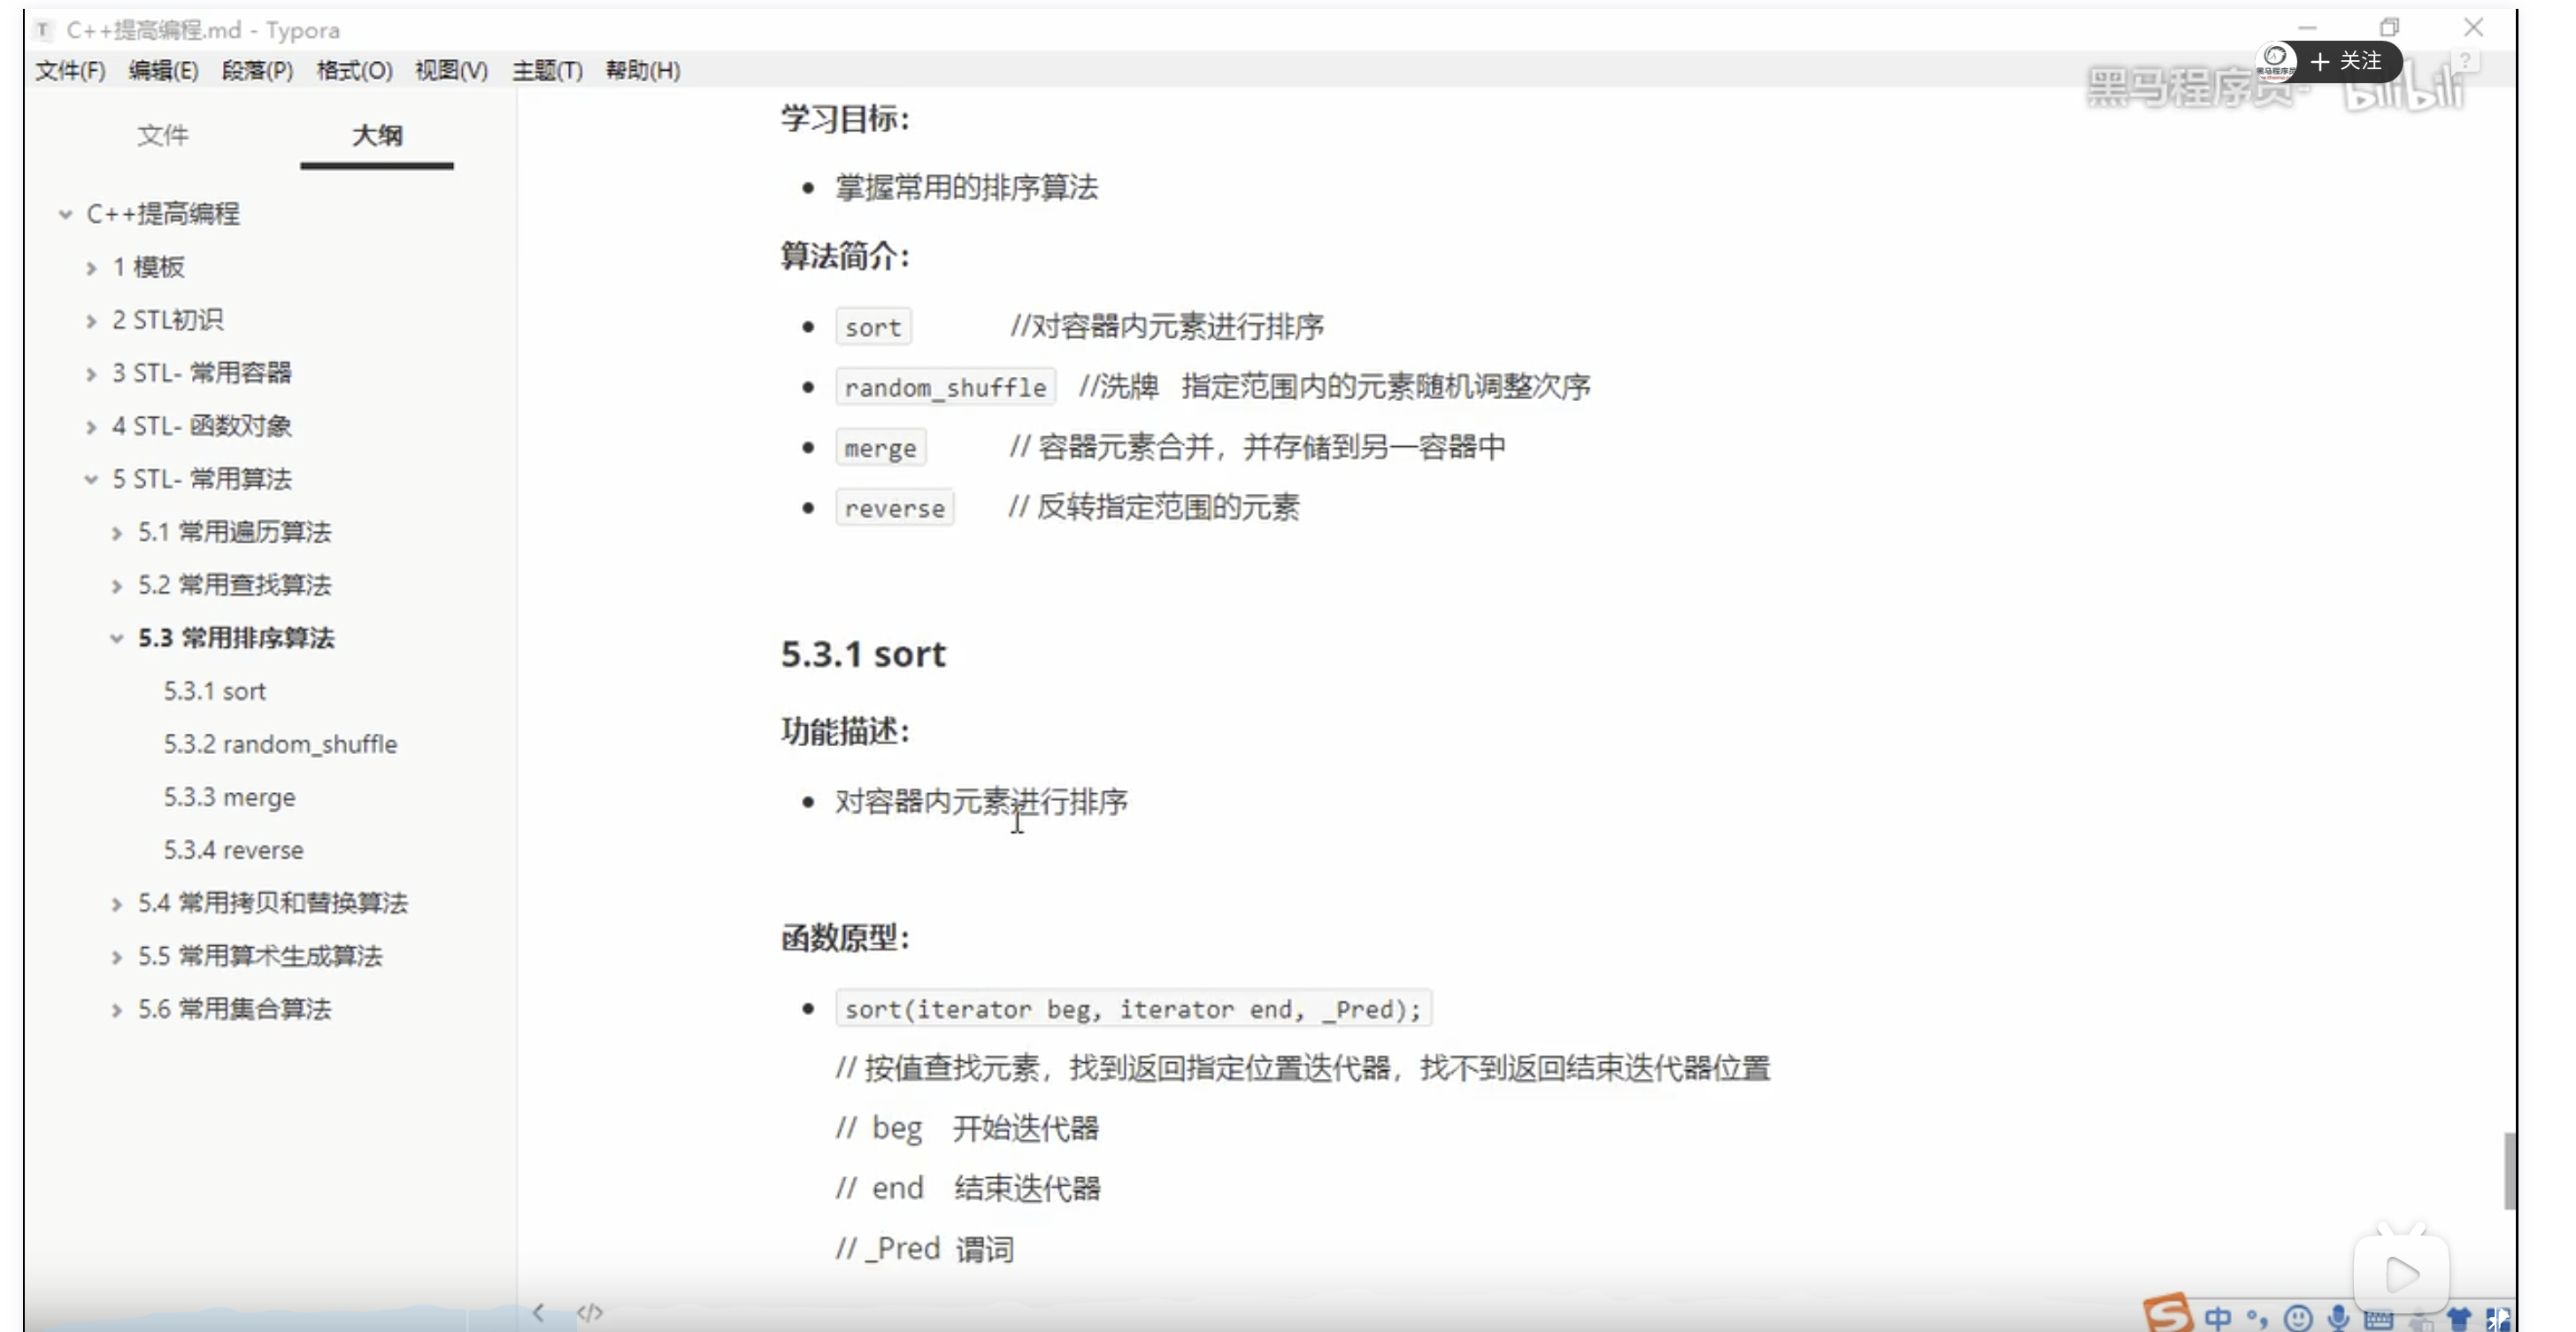 C++提高编程.md - Typora
文件(F) 编辑(E) 段落(P) 格式(O) 视图(V) 主题(T) 帮助(H)
+ 关注
黑马程序员
bilibili
文件 大纲
C++提高编程
1 模板
2 STL初识
3 STL- 常用容器
4 STL- 函数对象
5 STL- 常用算法
5.1 常用遍历算法
5.2 常用查找算法
5.3 常用排序算法
5.3.1 sort
5.3.2 random_shuffle
5.3.3 merge
5.3.4 reverse
5.4 常用拷贝和替换算法
5.5 常用算术生成算法
5.6 常用集合算法
学习目标：
掌握常用的排序算法
算法简介：
sort //对容器内元素进行排序
random_shuffle //洗牌 指定范围内的元素随机调整次序
merge // 容器元素合并，并存储到另一容器中
reverse // 反转指定范围的元素
5.3.1 sort
功能描述：
对容器内元素进行排序
函数原型：
sort(iterator beg, iterator end, _Pred);
// 按值查找元素，找到返回指定位置迭代器，找不到返回结束迭代器位置
// beg 开始迭代器
// end 结束迭代器
// _Pred 谓词
中